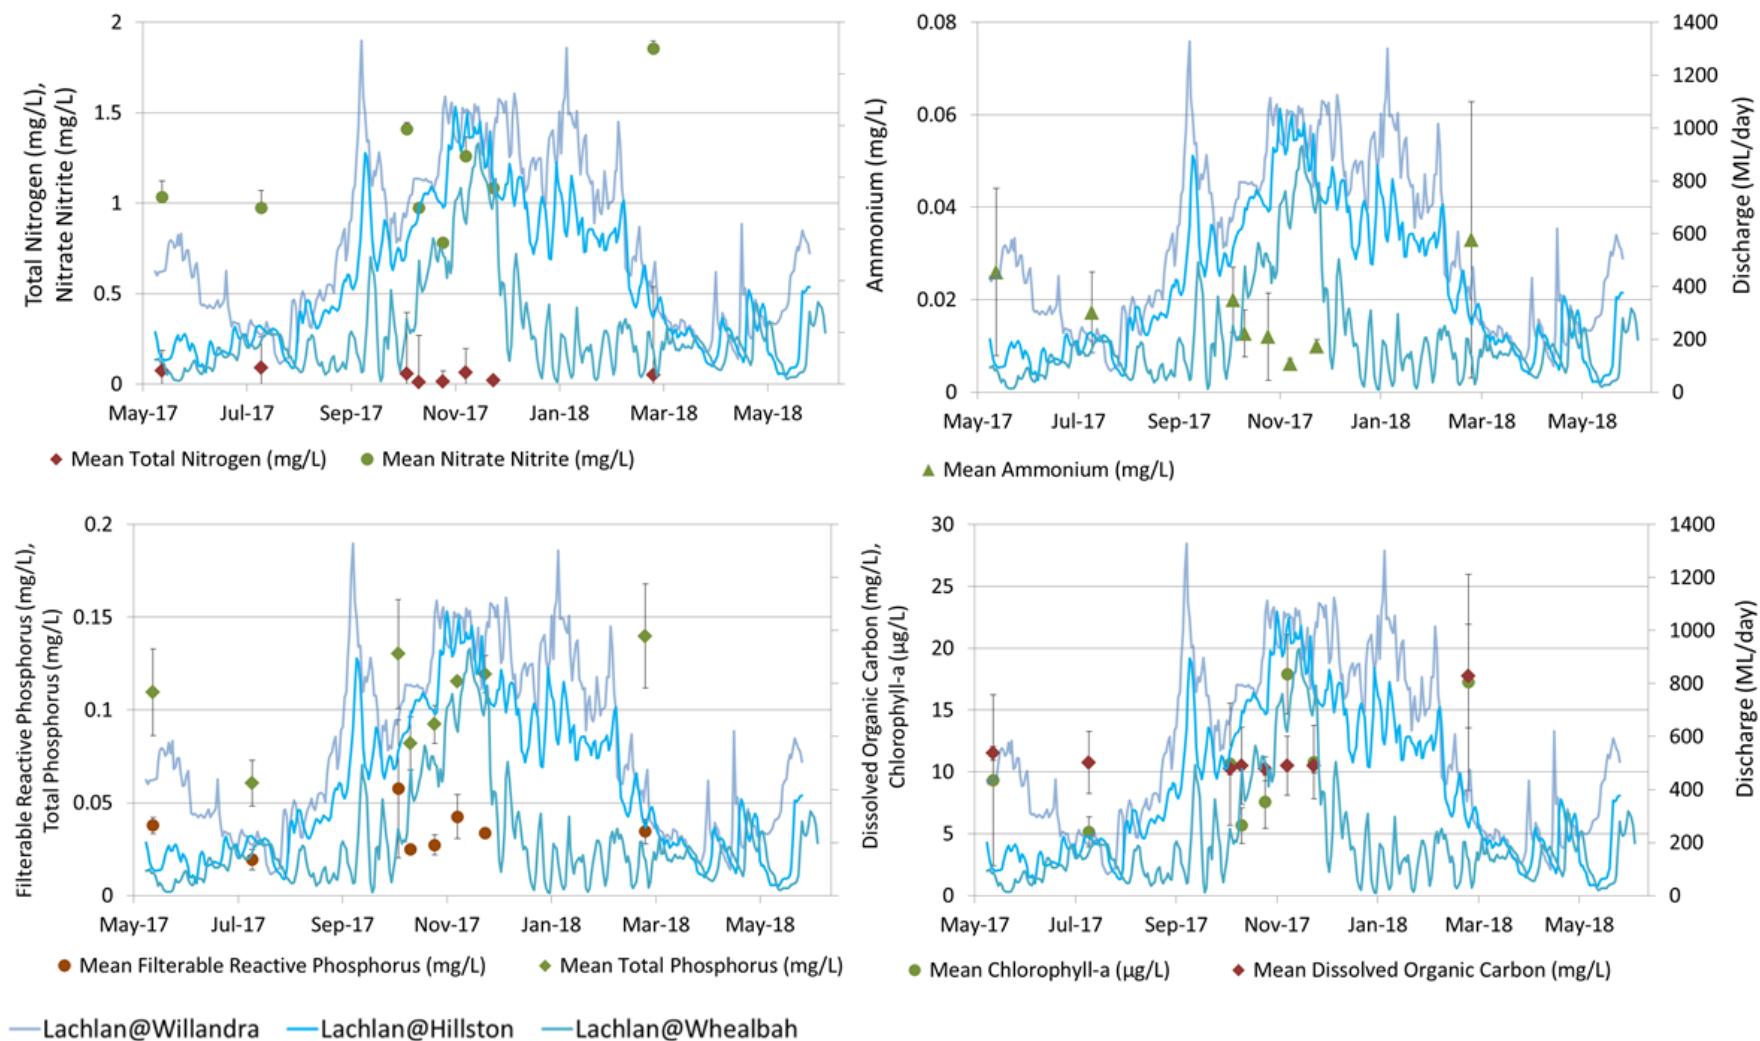 Total Nitrogen (mg/L),
Nitrate Nitrite (mg/L)
2
1.5
1
0.5
0
May-17 Jul-17 Sep-17 Nov-17 Jan-18 Mar-18 May-18
Mean Total Nitrogen (mg/L) Mean Nitrate Nitrite (mg/L)
Ammonium (mg/L)
0.08
0.06
0.04
0.02
0
1400
1200
1000
800
600
400
200
0
Discharge (ML/day)
May-17 Jul-17 Sep-17 Nov-17 Jan-18 Mar-18 May-18
Mean Ammonium (mg/L)
Filterable Reactive Phosphorus (mg/L),
Total Phosphorus (mg/L)
0.2
0.15
0.1
0.05
0
May-17 Jul-17 Sep-17 Nov-17 Jan-18 Mar-18 May-18
Mean Filterable Reactive Phosphorus (mg/L) Mean Total Phosphorus (mg/L)
Dissolved Organic Carbon (mg/L),
Chlorophyll-a (µg/L)
30
25
20
15
10
5
0
1400
1200
1000
800
600
400
200
0
Discharge (ML/day)
May-17 Jul-17 Sep-17 Nov-17 Jan-18 Mar-18 May-18
Mean Chlorophyll-a (µg/L) Mean Dissolved Organic Carbon (mg/L)
Lachlan@Willandra Lachlan@Hillston Lachlan@Whealbah